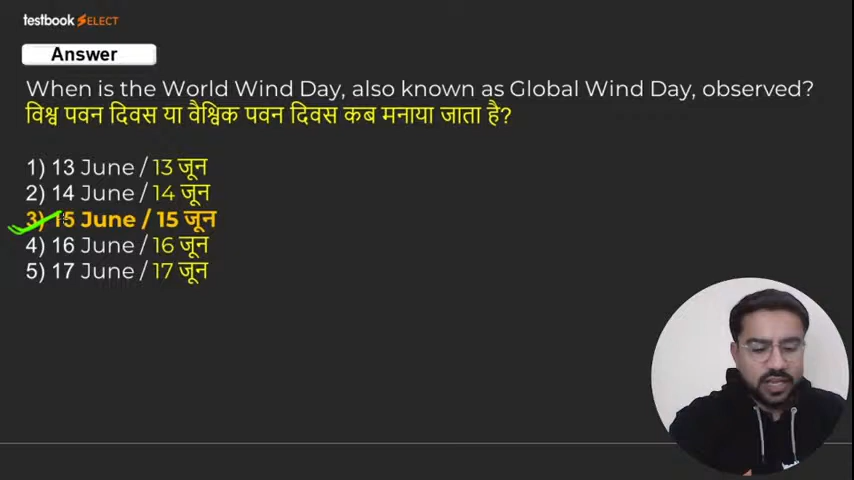 testbook SELECT
Answer
When is the World Wind Day, also known as Global Wind Day, observed?
विश्व पवन दिवस या वैश्विक पवन दिवस कब मनाया जाता है?
1) 13 June / 13 जून
2) 14 June / 14 जून
3) 15 June / 15 जून
4) 16 June / 16 जून
5) 17 June / 17 जून